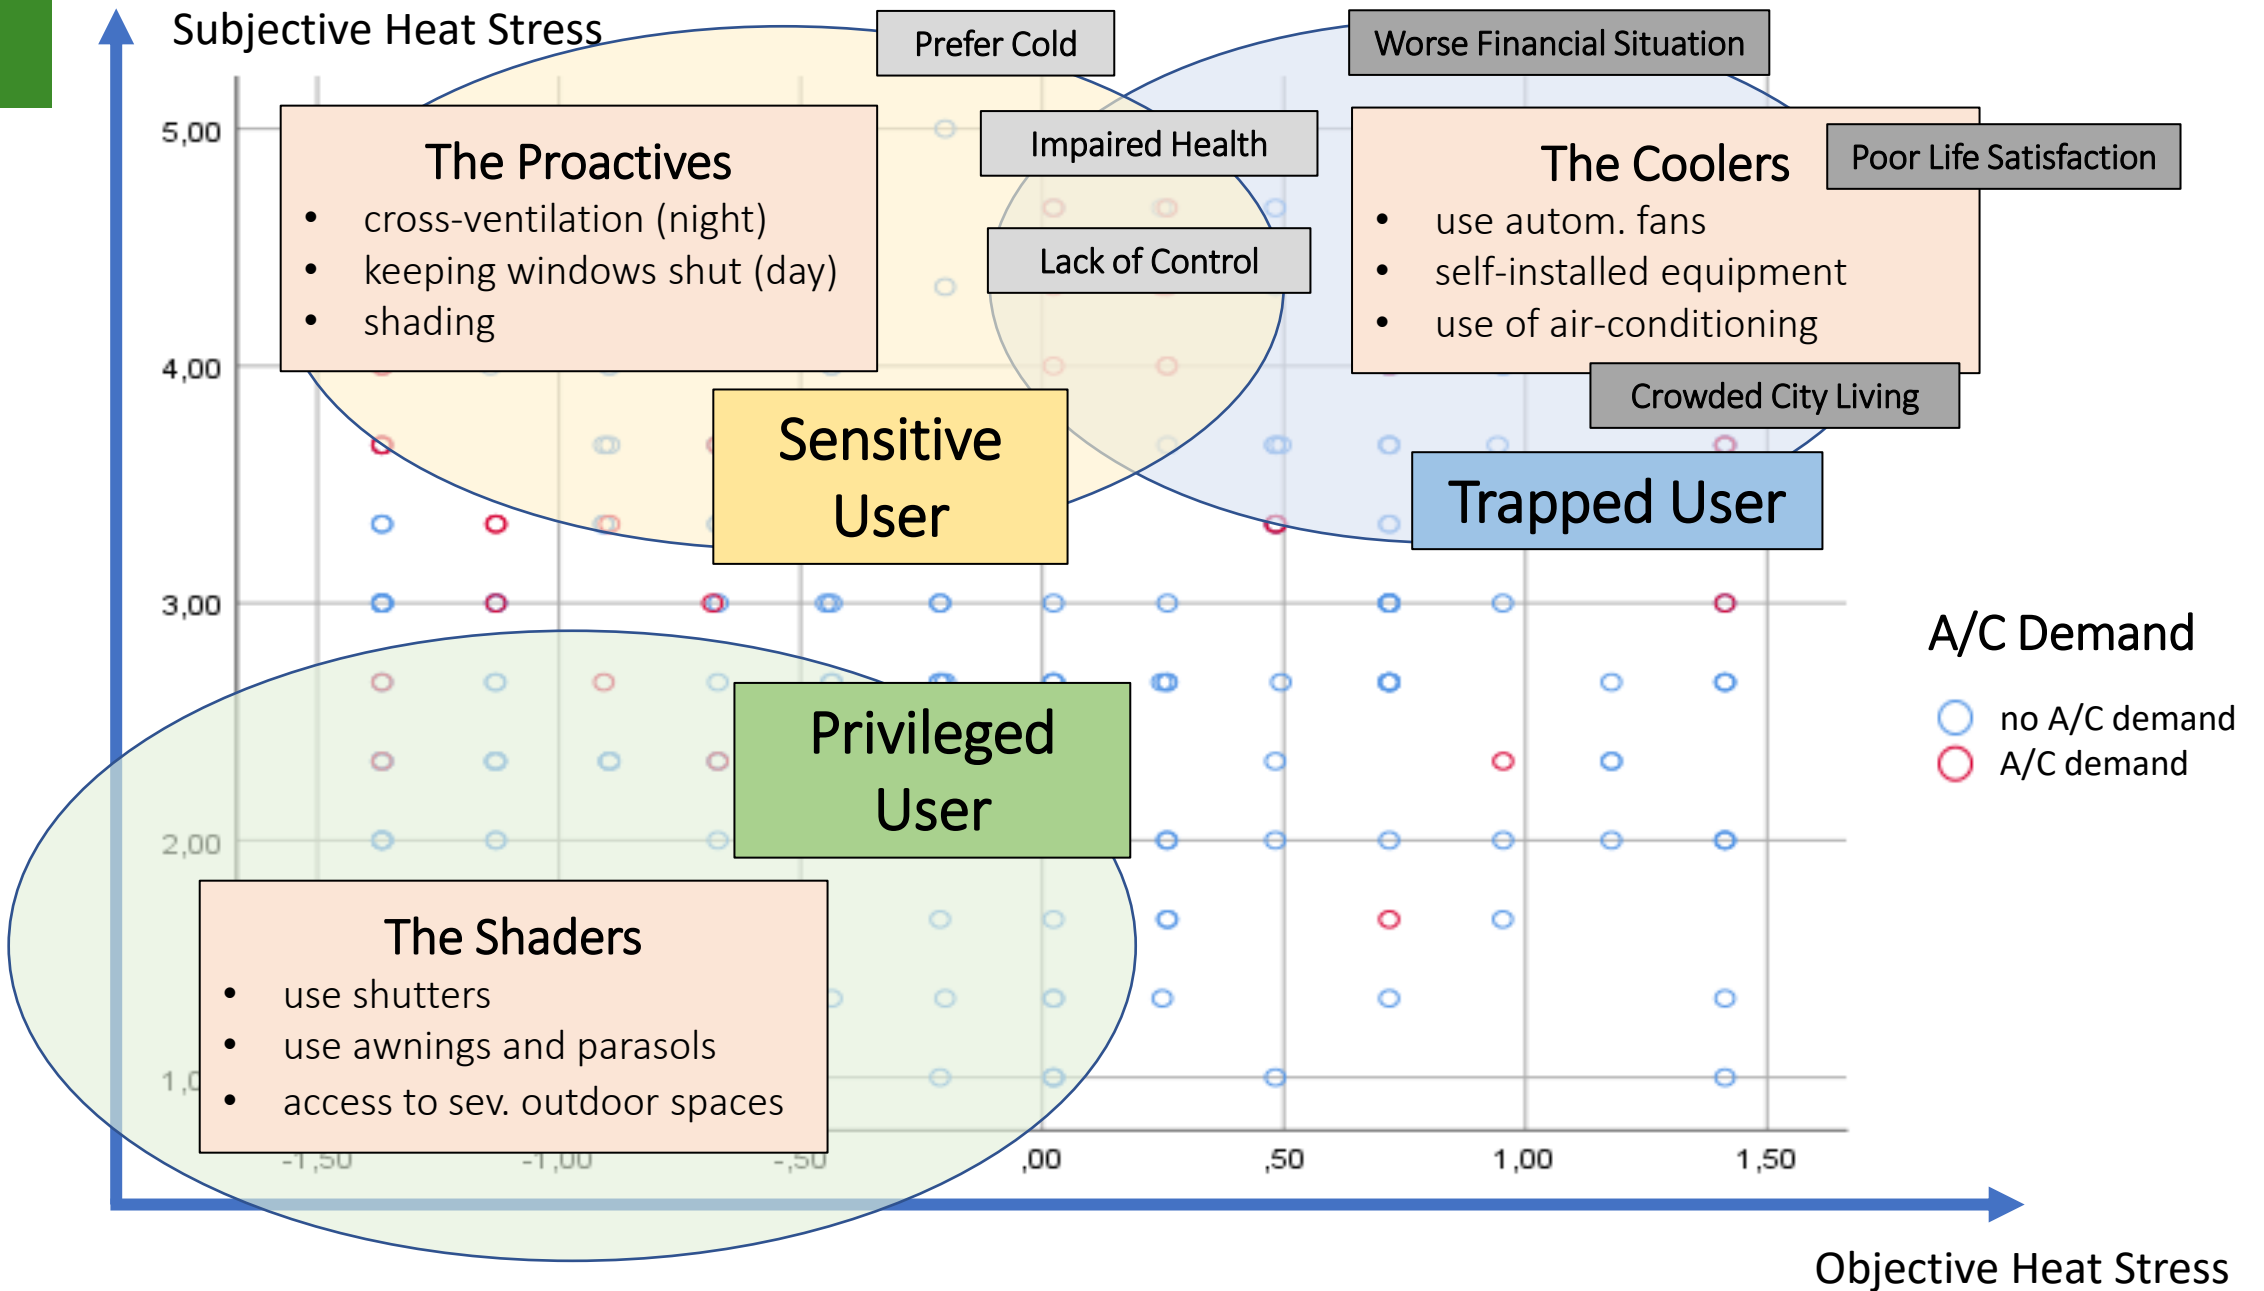 Subjective Heat Stress
Prefer Cold
Worse Financial Situation
5,00
The Proactives
• cross-ventilation (night)
• keeping windows shut (day)
• shading
Impaired Health
Lack of Control
The Coolers
• use autom. fans
• self-installed equipment
• use of air-conditioning
Poor Life Satisfaction
Crowded City Living
4,00
Sensitive
User
Trapped User
3,00
A/C Demand
no A/C demand
A/C demand
Privileged
User
2,00
The Shaders
• use shutters
• use awnings and parasols
• access to sev. outdoor spaces
1,0
-1,50
-1,00
-,50
,00
,50
1,00
1,50
Objective Heat Stress